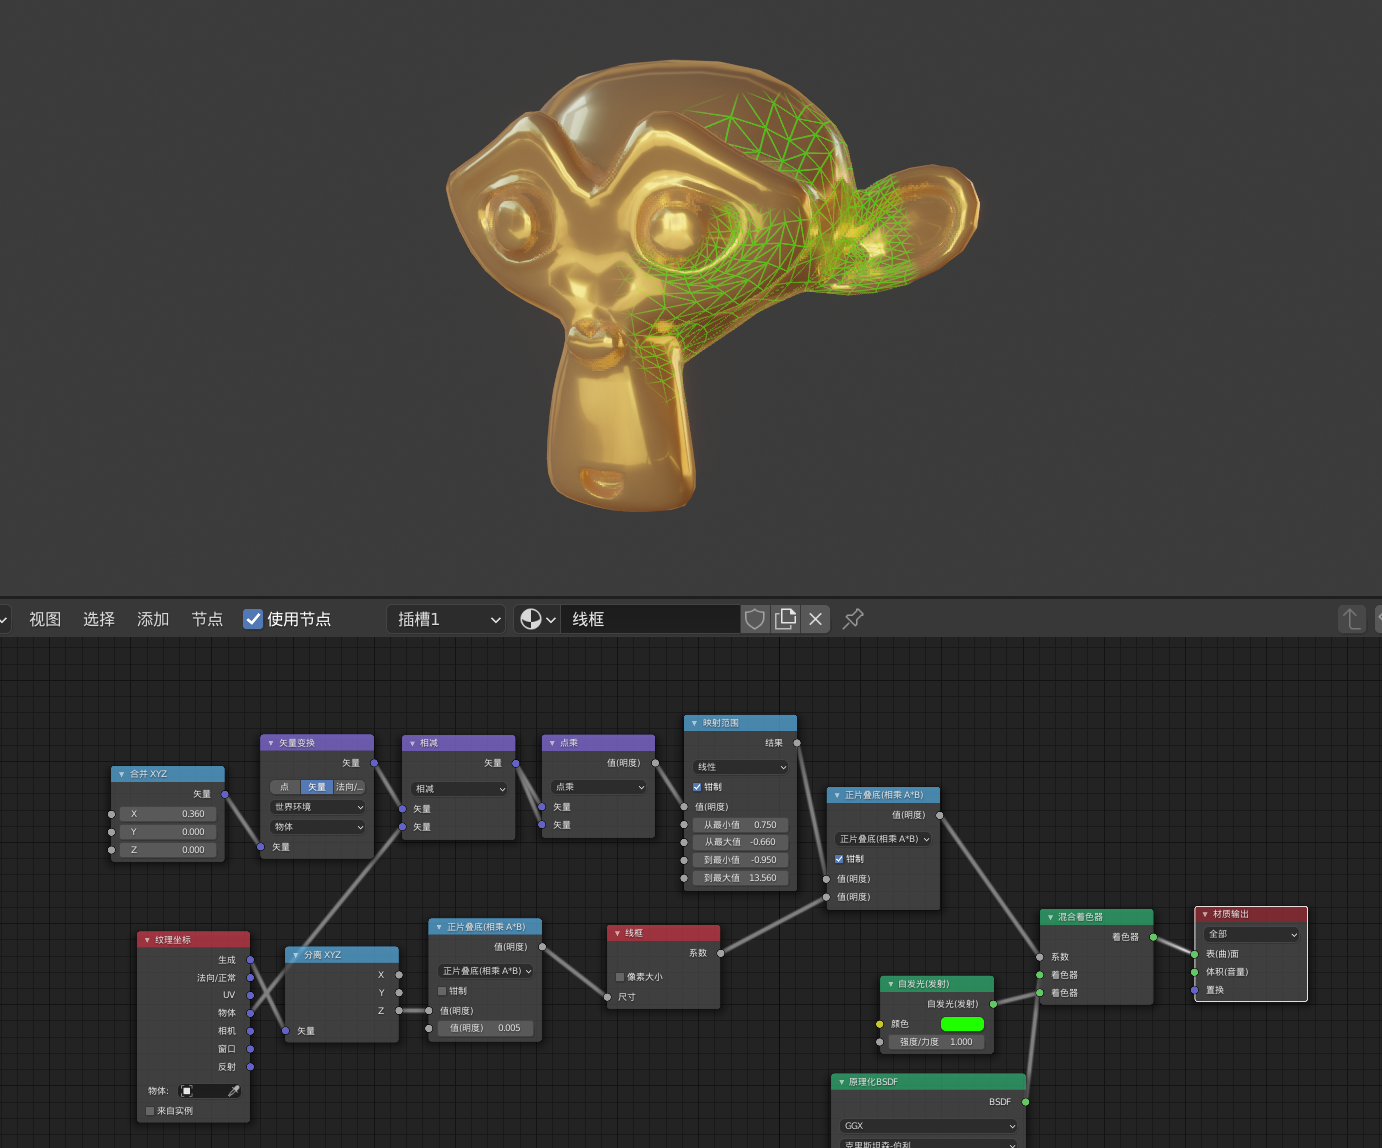 视图 选择 添加 节点 使用节点 插槽1 线框
合并 XYZ
矢量
X 0.360
Y 0.000
Z 0.000
矢量变换
矢量
点 矢量 法向/...
世界环境
物体
矢量
相减
矢量
相减
矢量
矢量
点乘
值(明度)
点乘
矢量
矢量
映射范围
结果
线性
钳制
值(明度)
从最小值 0.750
从最大值 -0.660
到最小值 -0.950
到最大值 13.560
正片叠底(相乘 A*B)
值(明度)
正片叠底(相乘 A*B)
钳制
值(明度)
值(明度)
纹理坐标
生成
法向/正常
UV
物体
相机
窗口
反射
物体:
来自实例
分离 XYZ
X
Y
Z
矢量
正片叠底(相乘 A*B)
值(明度)
正片叠底(相乘 A*B)
钳制
值(明度)
值(明度) 0.005
线框
系数
像素大小
尺寸
自发光(发射)
自发光(发射)
颜色
强度/力度 1.000
原理化BSDF
BSDF
GGX
克里斯坦森-伯利
混合着色器
着色器
系数
着色器
着色器
材质输出
全部
表(曲)面
体积(音量)
置换